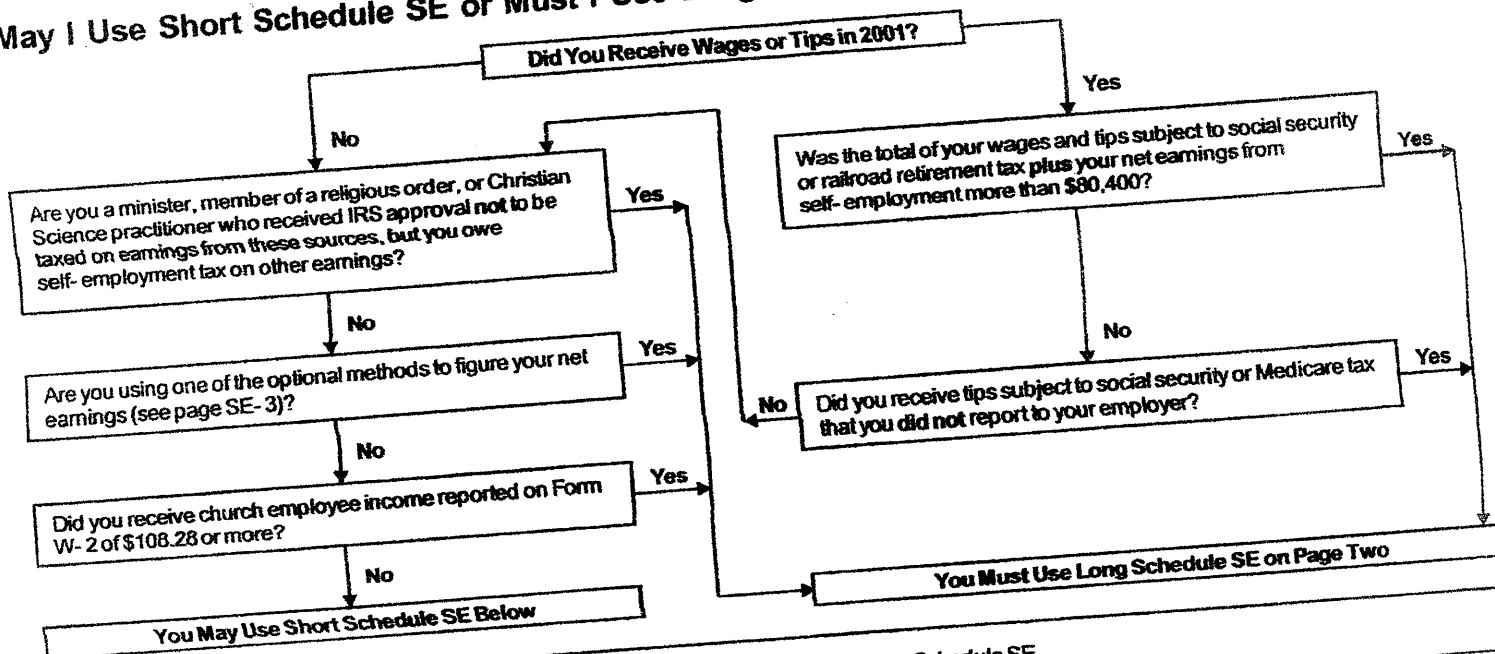 May I Use Short Schedule SE or Must I Use
Did You Receive Wages or Tips in 2001?
No
Yes
Are you a minister, member of a religious order, or Christian
Science practitioner who received IRS approval not to be
taxed on earnings from these sources, but you owe
self- employment tax on other earnings?
Yes
Was the total of your wages and tips subject to social security
or railroad retirement tax plus your net earnings from
self- employment more than $80,400?
Yes
No
No
Are you using one of the optional methods to figure your net
earnings (see page SE- 3)?
Yes
No
Did you receive tips subject to social security or Medicare tax
that you did not report to your employer?
Yes
No
Did you receive church employee income reported on Form
W- 2 of $108.28 or more?
Yes
No
You Must Use Long Schedule SE on Page Two
You May Use Short Schedule SE Below
Schedule SE